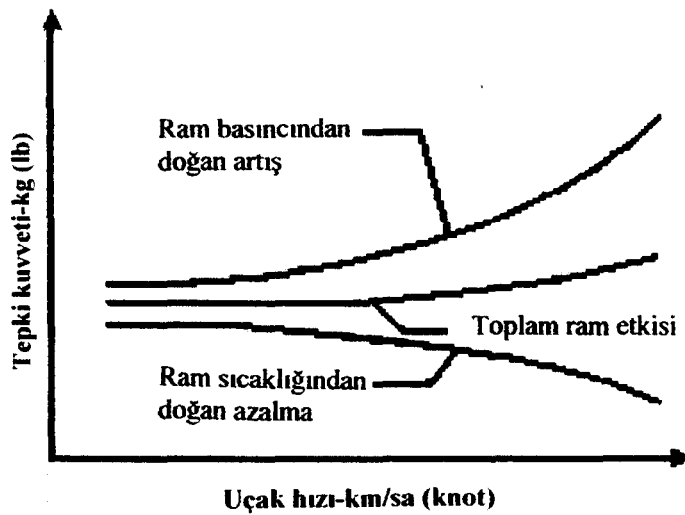 Tepki kuvveti-kg (lb)
Ram basıncından
doğan artış
Toplam ram etkisi
Ram sıcaklığından
doğan azalma
Uçak hızı-km/sa (knot)